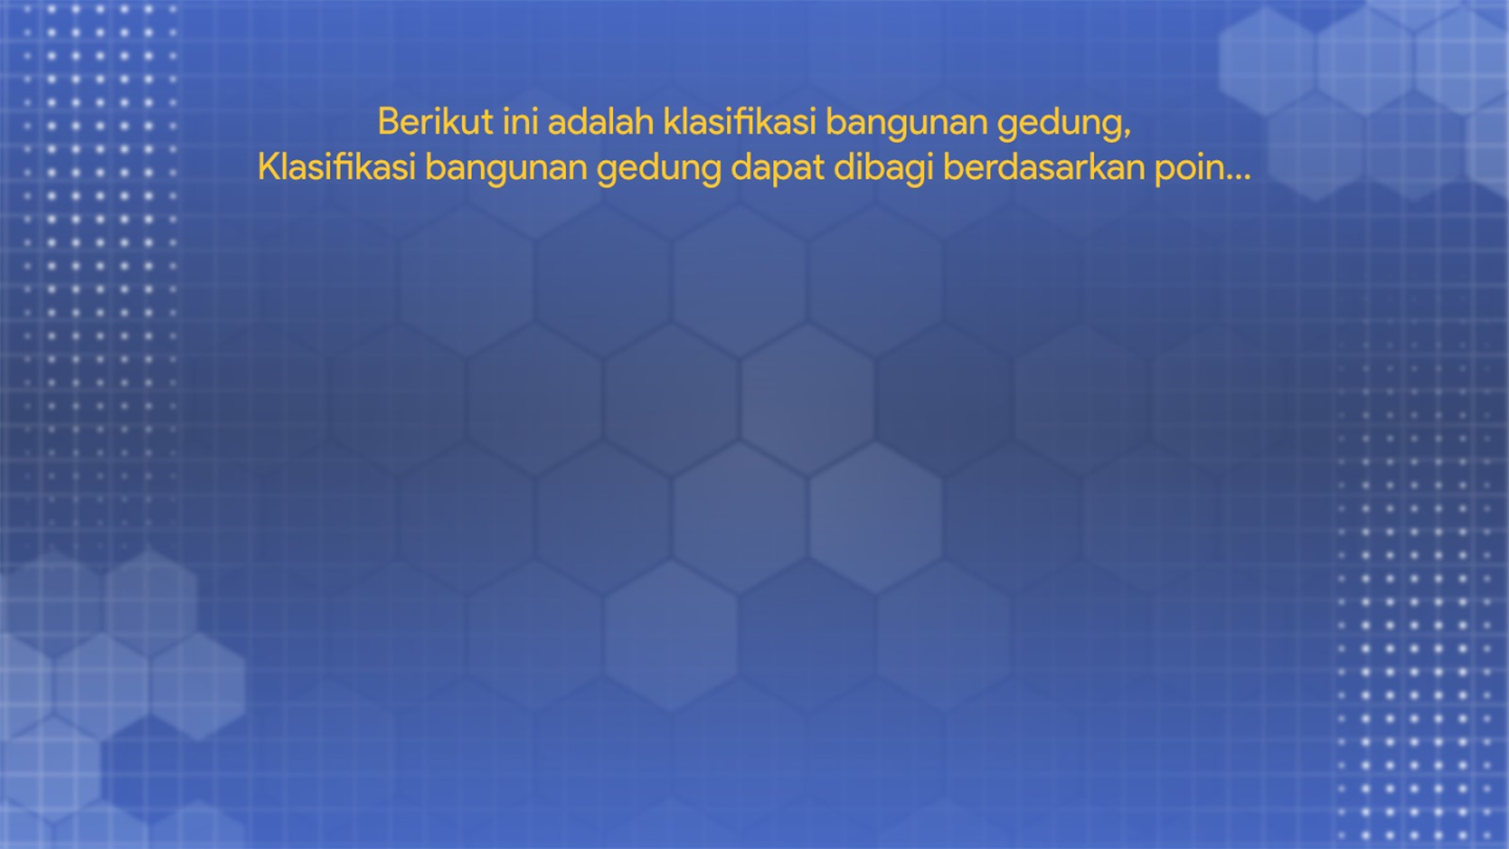 Berikut ini adalah klasifikasi bangunan gedung,
Klasifikasi bangunan gedung dapat dibagi berdasarkan poin...